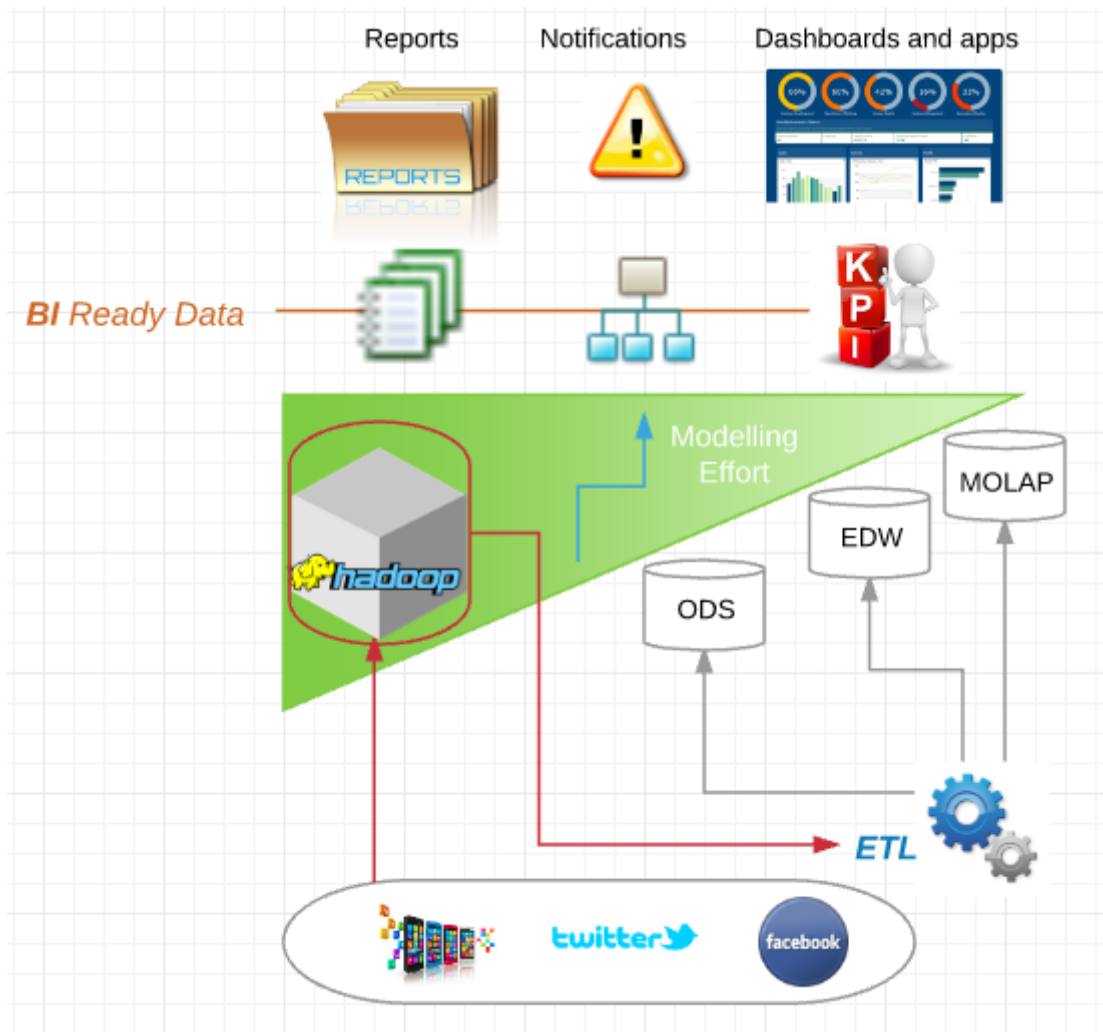 Reports
Notifications
Dashboards and apps
REPORTS
BI Ready Data
K
P
I
Modelling
Effort
MOLAP
EDW
hadoop
ODS
ETL
twitter
facebook